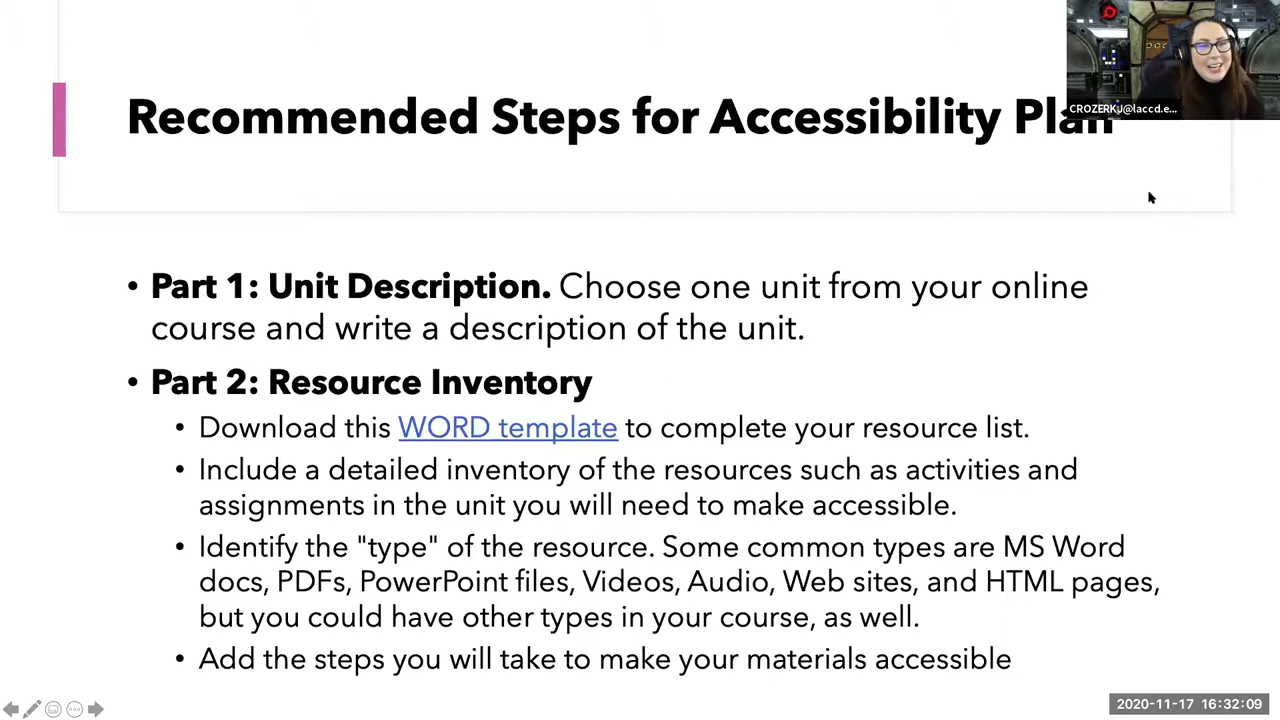 Recommended Steps for Accessibility Plan
CROZERKU@laccd.e...
• Part 1: Unit Description. Choose one unit from your online
course and write a description of the unit.
• Part 2: Resource Inventory
• Download this WORD template to complete your resource list.
• Include a detailed inventory of the resources such as activities and
assignments in the unit you will need to make accessible.
• Identify the "type" of the resource. Some common types are MS Word
docs, PDFs, PowerPoint files, Videos, Audio, Web sites, and HTML pages,
but you could have other types in your course, as well.
• Add the steps you will take to make your materials accessible
2020-11-17 16:32:09